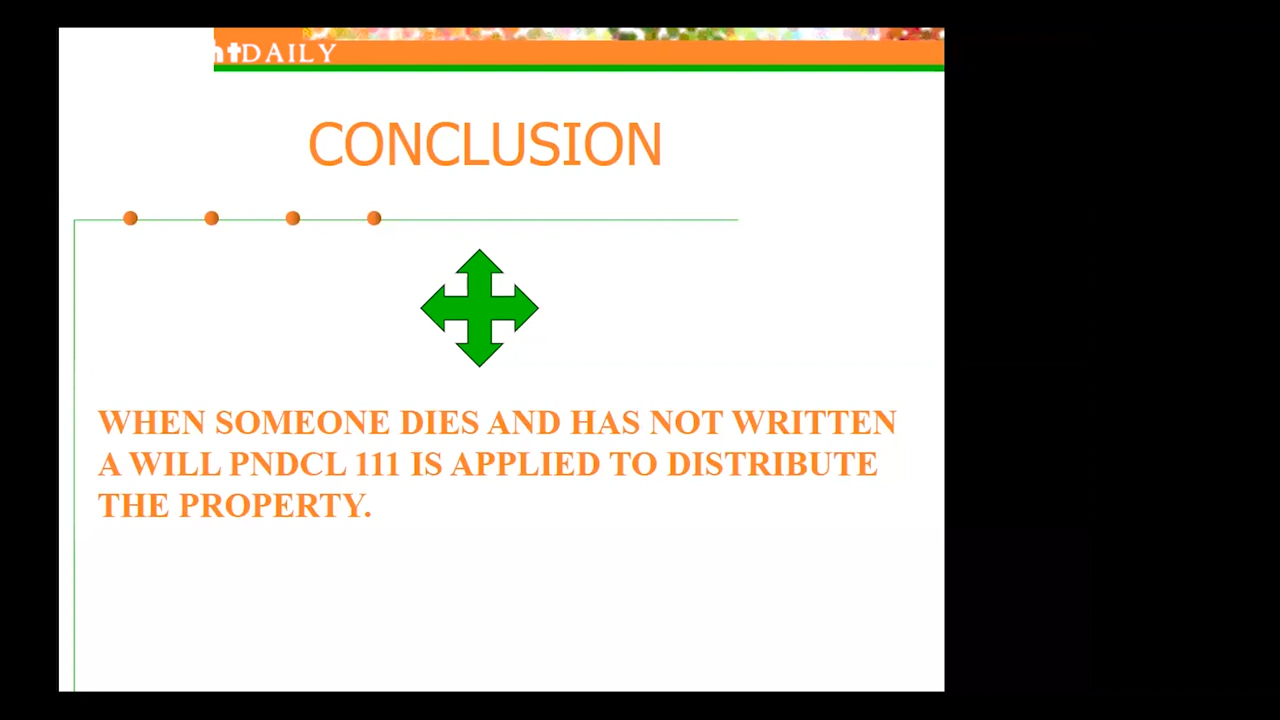 DAILY
CONCLUSION
WHEN SOMEONE DIES AND HAS NOT WRITTEN
A WILL PNDCL 111 IS APPLIED TO DISTRIBUTE
THE PROPERTY.